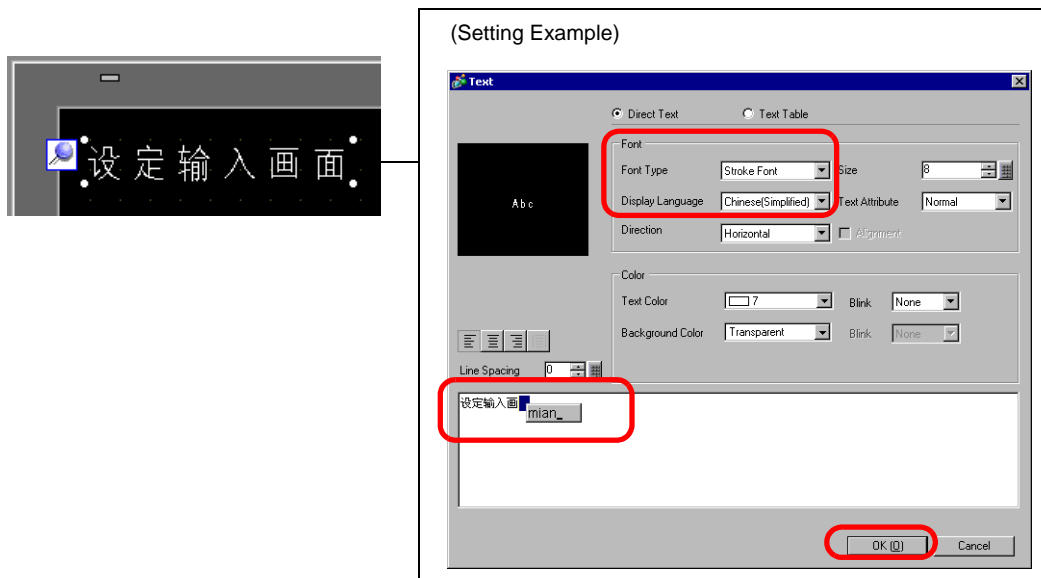 (Setting Example)
设定输入画面
Text
Direct Text Text Table
Font
Font Type Stroke Font Size 8
Abc
Display Language Chinese(Simplified) Text Attribute Normal
Direction Horizontal Alignment
Color
Text Color 7 Blink None
Background Color Transparent Blink None
Line Spacing 0
设定输入画 mian_
OK (O) Cancel